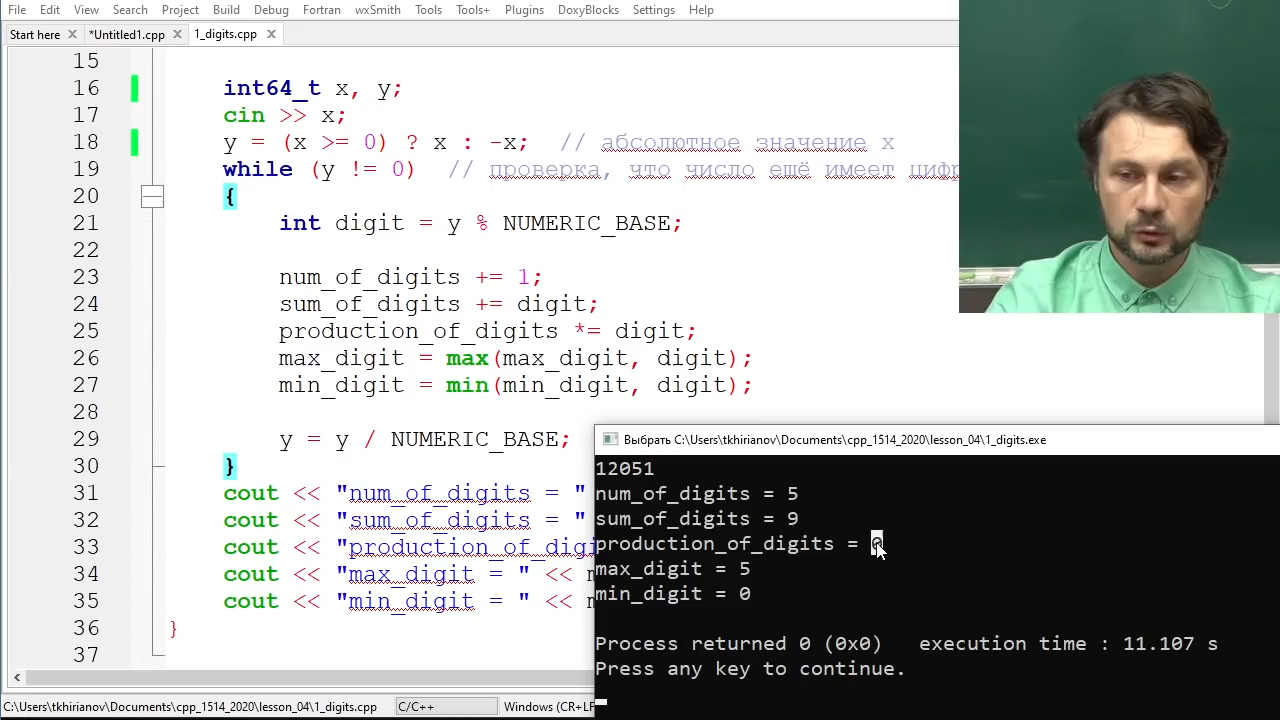 File Edit View Search Project Build Debug Fortran wxSmith Tools Tools+ Plugins DoxyBlocks Settings Help
Start here *Untitled1.cpp 1_digits.cpp
15
16 int64_t x, y;
17 cin >> x;
18 y = (x >= 0) ? x : -x; // абсолютное значение x
19 while (y != 0) // проверка, что число ещё имеет цифр
20 {
21 int digit = y % NUMERIC_BASE;
22
23 num_of_digits += 1;
24 sum_of_digits += digit;
25 production_of_digits *= digit;
26 max_digit = max(max_digit, digit);
27 min_digit = min(min_digit, digit);
28
29 y = y / NUMERIC_BASE;
30 }
31 cout << "num_of_digits = "
32 cout << "sum_of_digits = "
33 cout << "production_of_digi
34 cout << "max_digit = " <<
35 cout << "min_digit = " <<
36 }
37
C:\Users\tkhirianov\Documents\cpp_1514_2020\lesson_04\1_digits.cpp C/C++ Windows (CR+LF
Выбрать C:\Users\tkhirianov\Documents\cpp_1514_2020\lesson_04\1_digits.exe
12051
num_of_digits = 5
sum_of_digits = 9
production_of_digits = 0
max_digit = 5
min_digit = 0
Process returned 0 (0x0) execution time : 11.107 s
Press any key to continue.